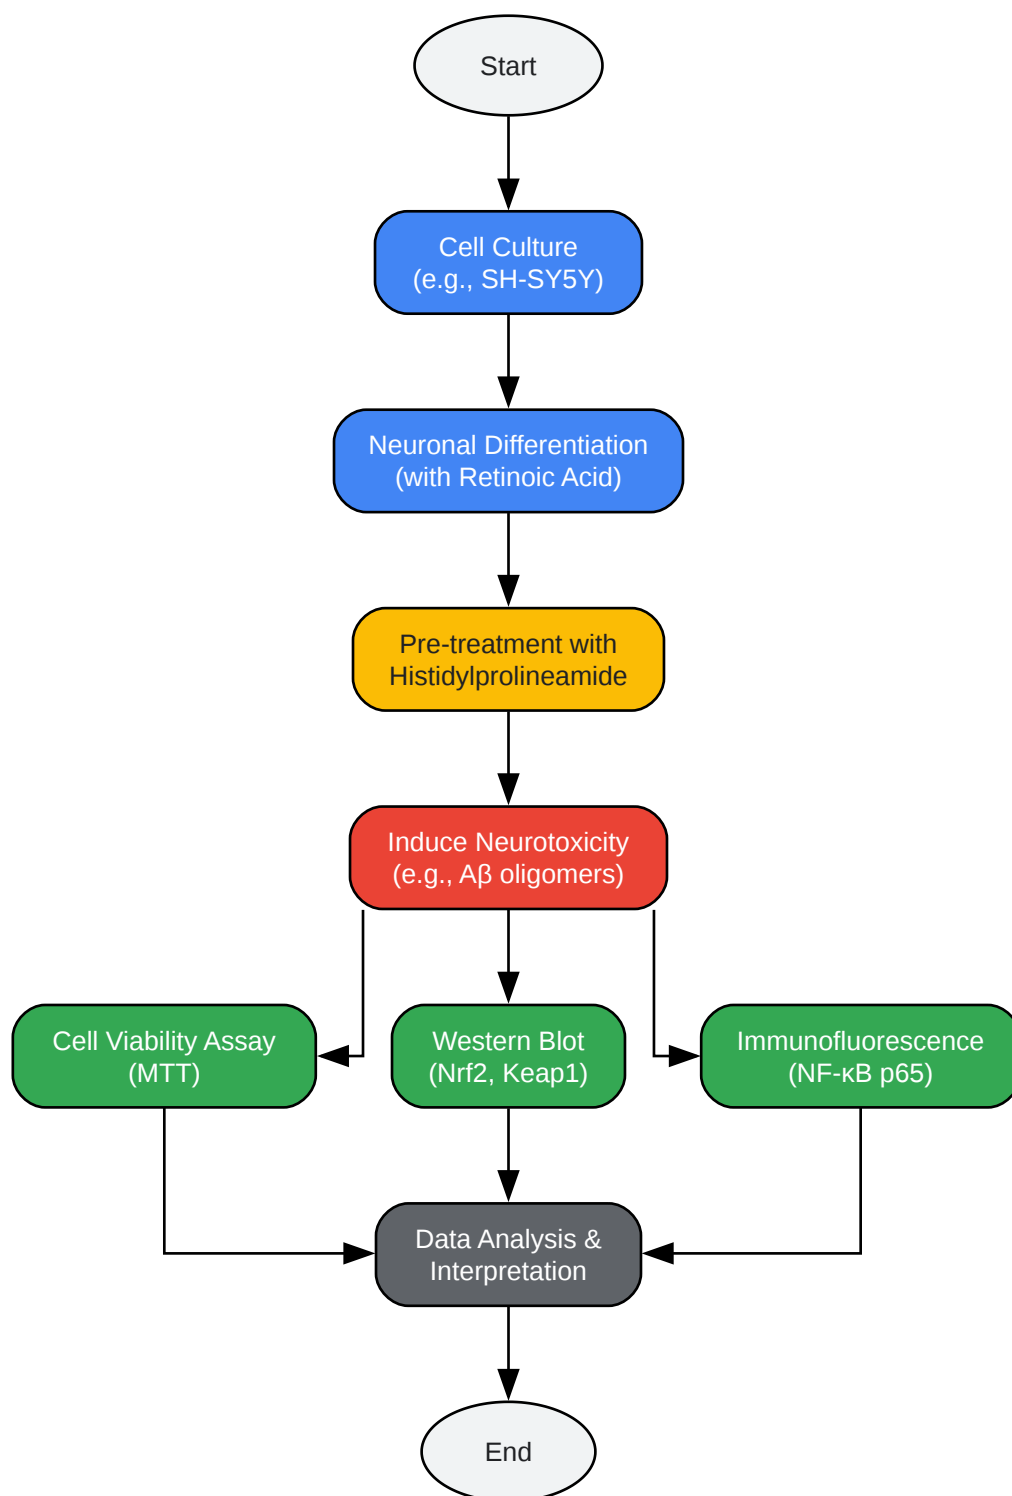 Start
Cell Culture
(e.g., SH-SY5Y)
Neuronal Differentiation
(with Retinoic Acid)
Pre-treatment with
Histidylprolineamide
Induce Neurotoxicity
(e.g., Aβ oligomers)
Cell Viability Assay
(MTT)
Western Blot
(Nrf2, Keap1)
Immunofluorescence
(NF-κB p65)
Data Analysis &
Interpretation
End